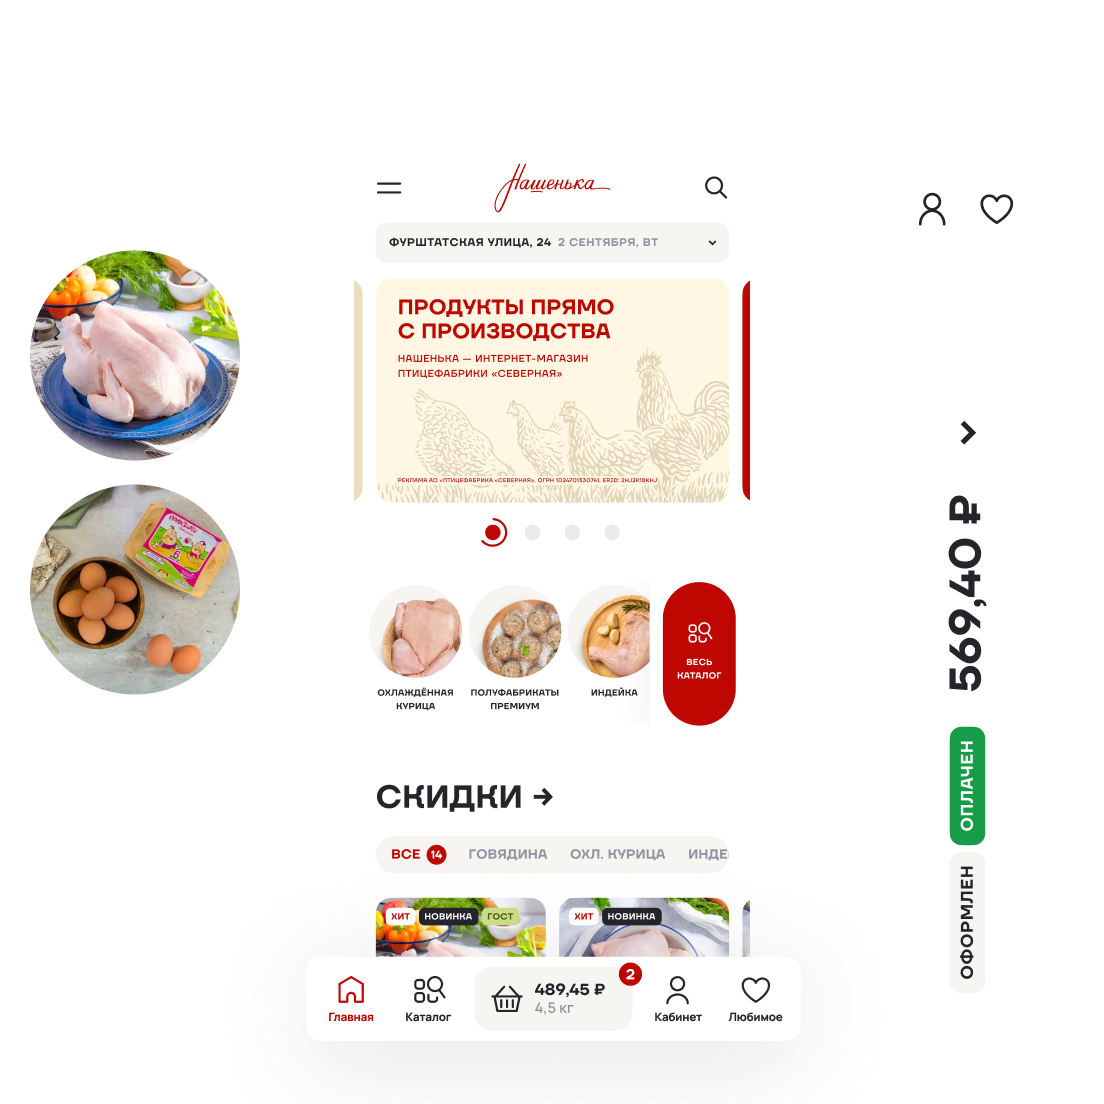 Нашенька
ФУРШТАТСКАЯ УЛИЦА, 24 2 СЕНТЯБРЯ, ВТ
ПРОДУКТЫ ПРЯМО
С ПРОИЗВОДСТВА
НАШЕНЬКА — ИНТЕРНЕТ-МАГАЗИН
ПТИЦЕФАБРИКИ «СЕВЕРНАЯ»
РЕКЛАМА АО «ПТИЦЕФАБРИКА «СЕВЕРНАЯ», ОГРН 1024701330741, ERID: 2HJ2K18KHJ
ОХЛАЖДЁННАЯ
КУРИЦА
ПОЛУФАБРИКАТЫ
ПРЕМИУМ
ИНДЕЙКА
ВЕСЬ
КАТАЛОГ
СКИДКИ →
ВСЕ 14 ГОВЯДИНА ОХЛ. КУРИЦА ИНДЕ
ХИТ НОВИНКА ГОСТ
ХИТ НОВИНКА
Главная
Каталог
489,45 ₽
4,5 кг
2
Кабинет
Любимое
569,40 ₽
ОПЛАЧЕН
ОФОРМЛЕН